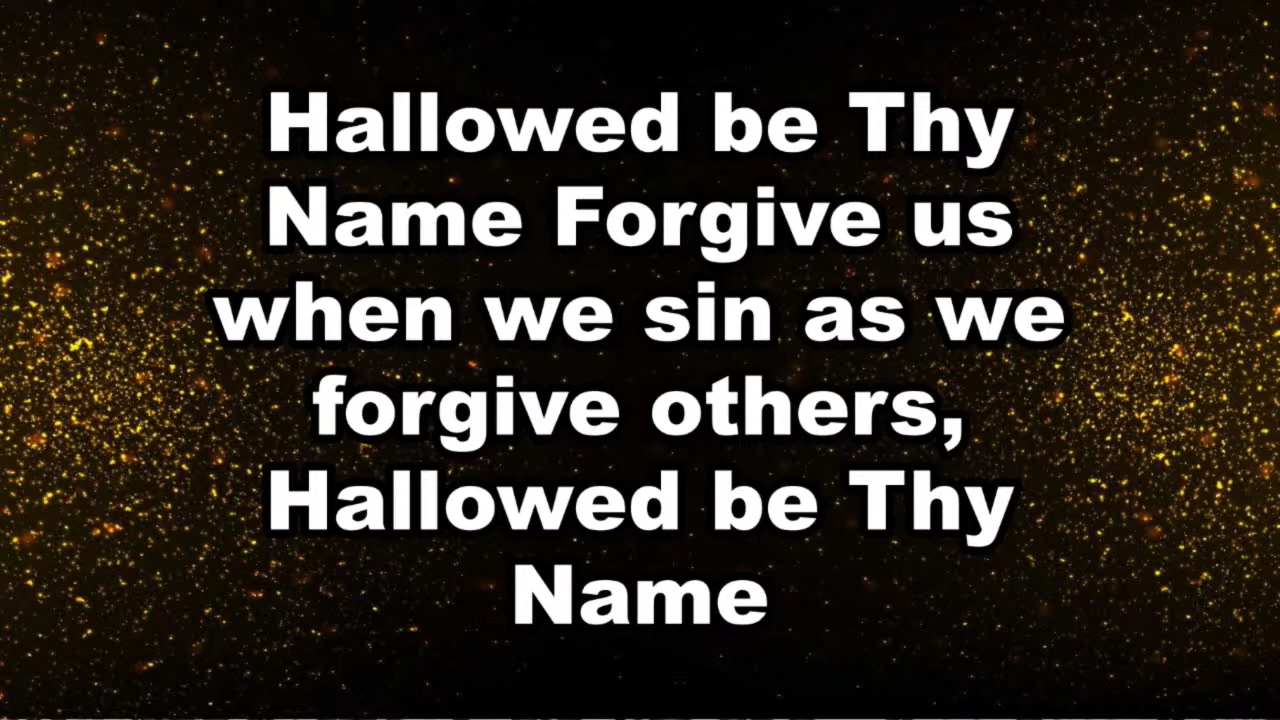 Hallowed be Thy
Name Forgive us
when we sin as we
forgive others,
Hallowed be Thy
Name